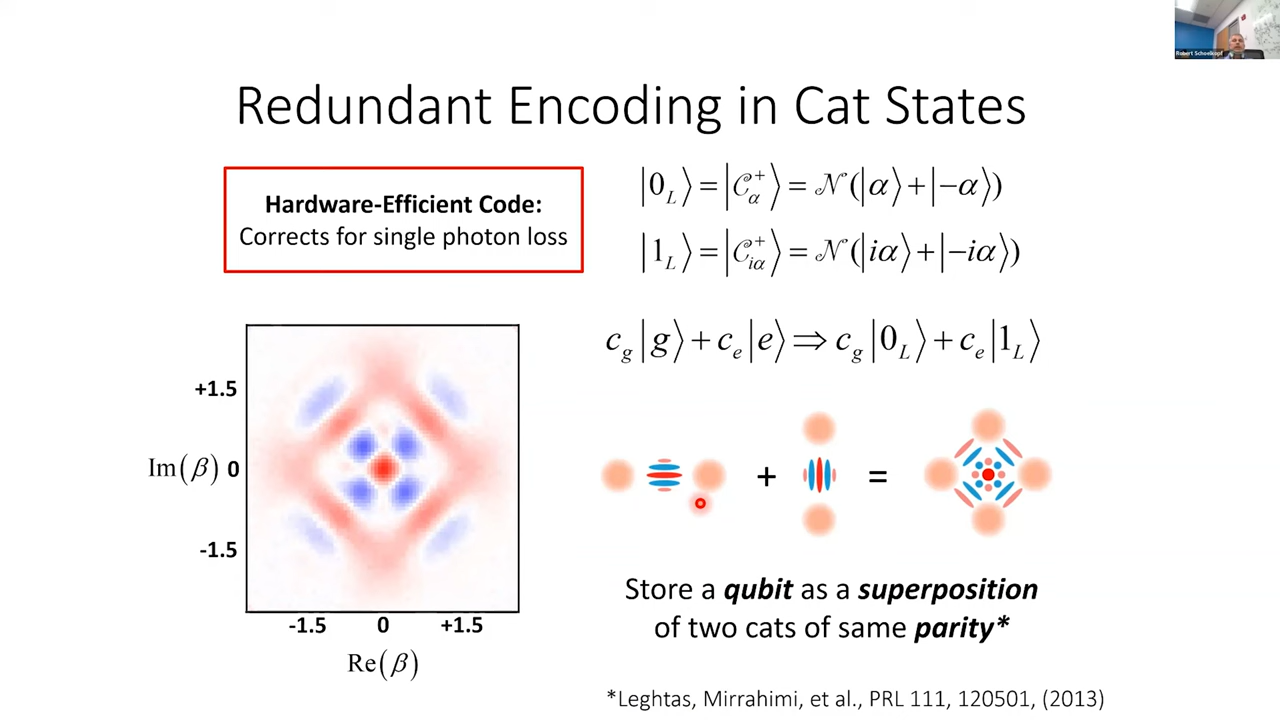 Robert Schoelkopf
Redundant Encoding in Cat States
Hardware-Efficient Code:
Corrects for single photon loss
|0_L⟩ = |𝒞_α^+⟩ = 𝒩(|α⟩+|−α⟩)
|1_L⟩ = |𝒞_{iα}^+⟩ = 𝒩(|iα⟩+|−iα⟩)
c_g|g⟩ + c_e|e⟩ ⇒ c_g|0_L⟩ + c_e|1_L⟩
+1.5
Im(β) 0
-1.5
-1.5 0 +1.5
Re(β)
+ =
Store a qubit as a superposition
of two cats of same parity*
*Leghtas, Mirrahimi, et al., PRL 111, 120501, (2013)